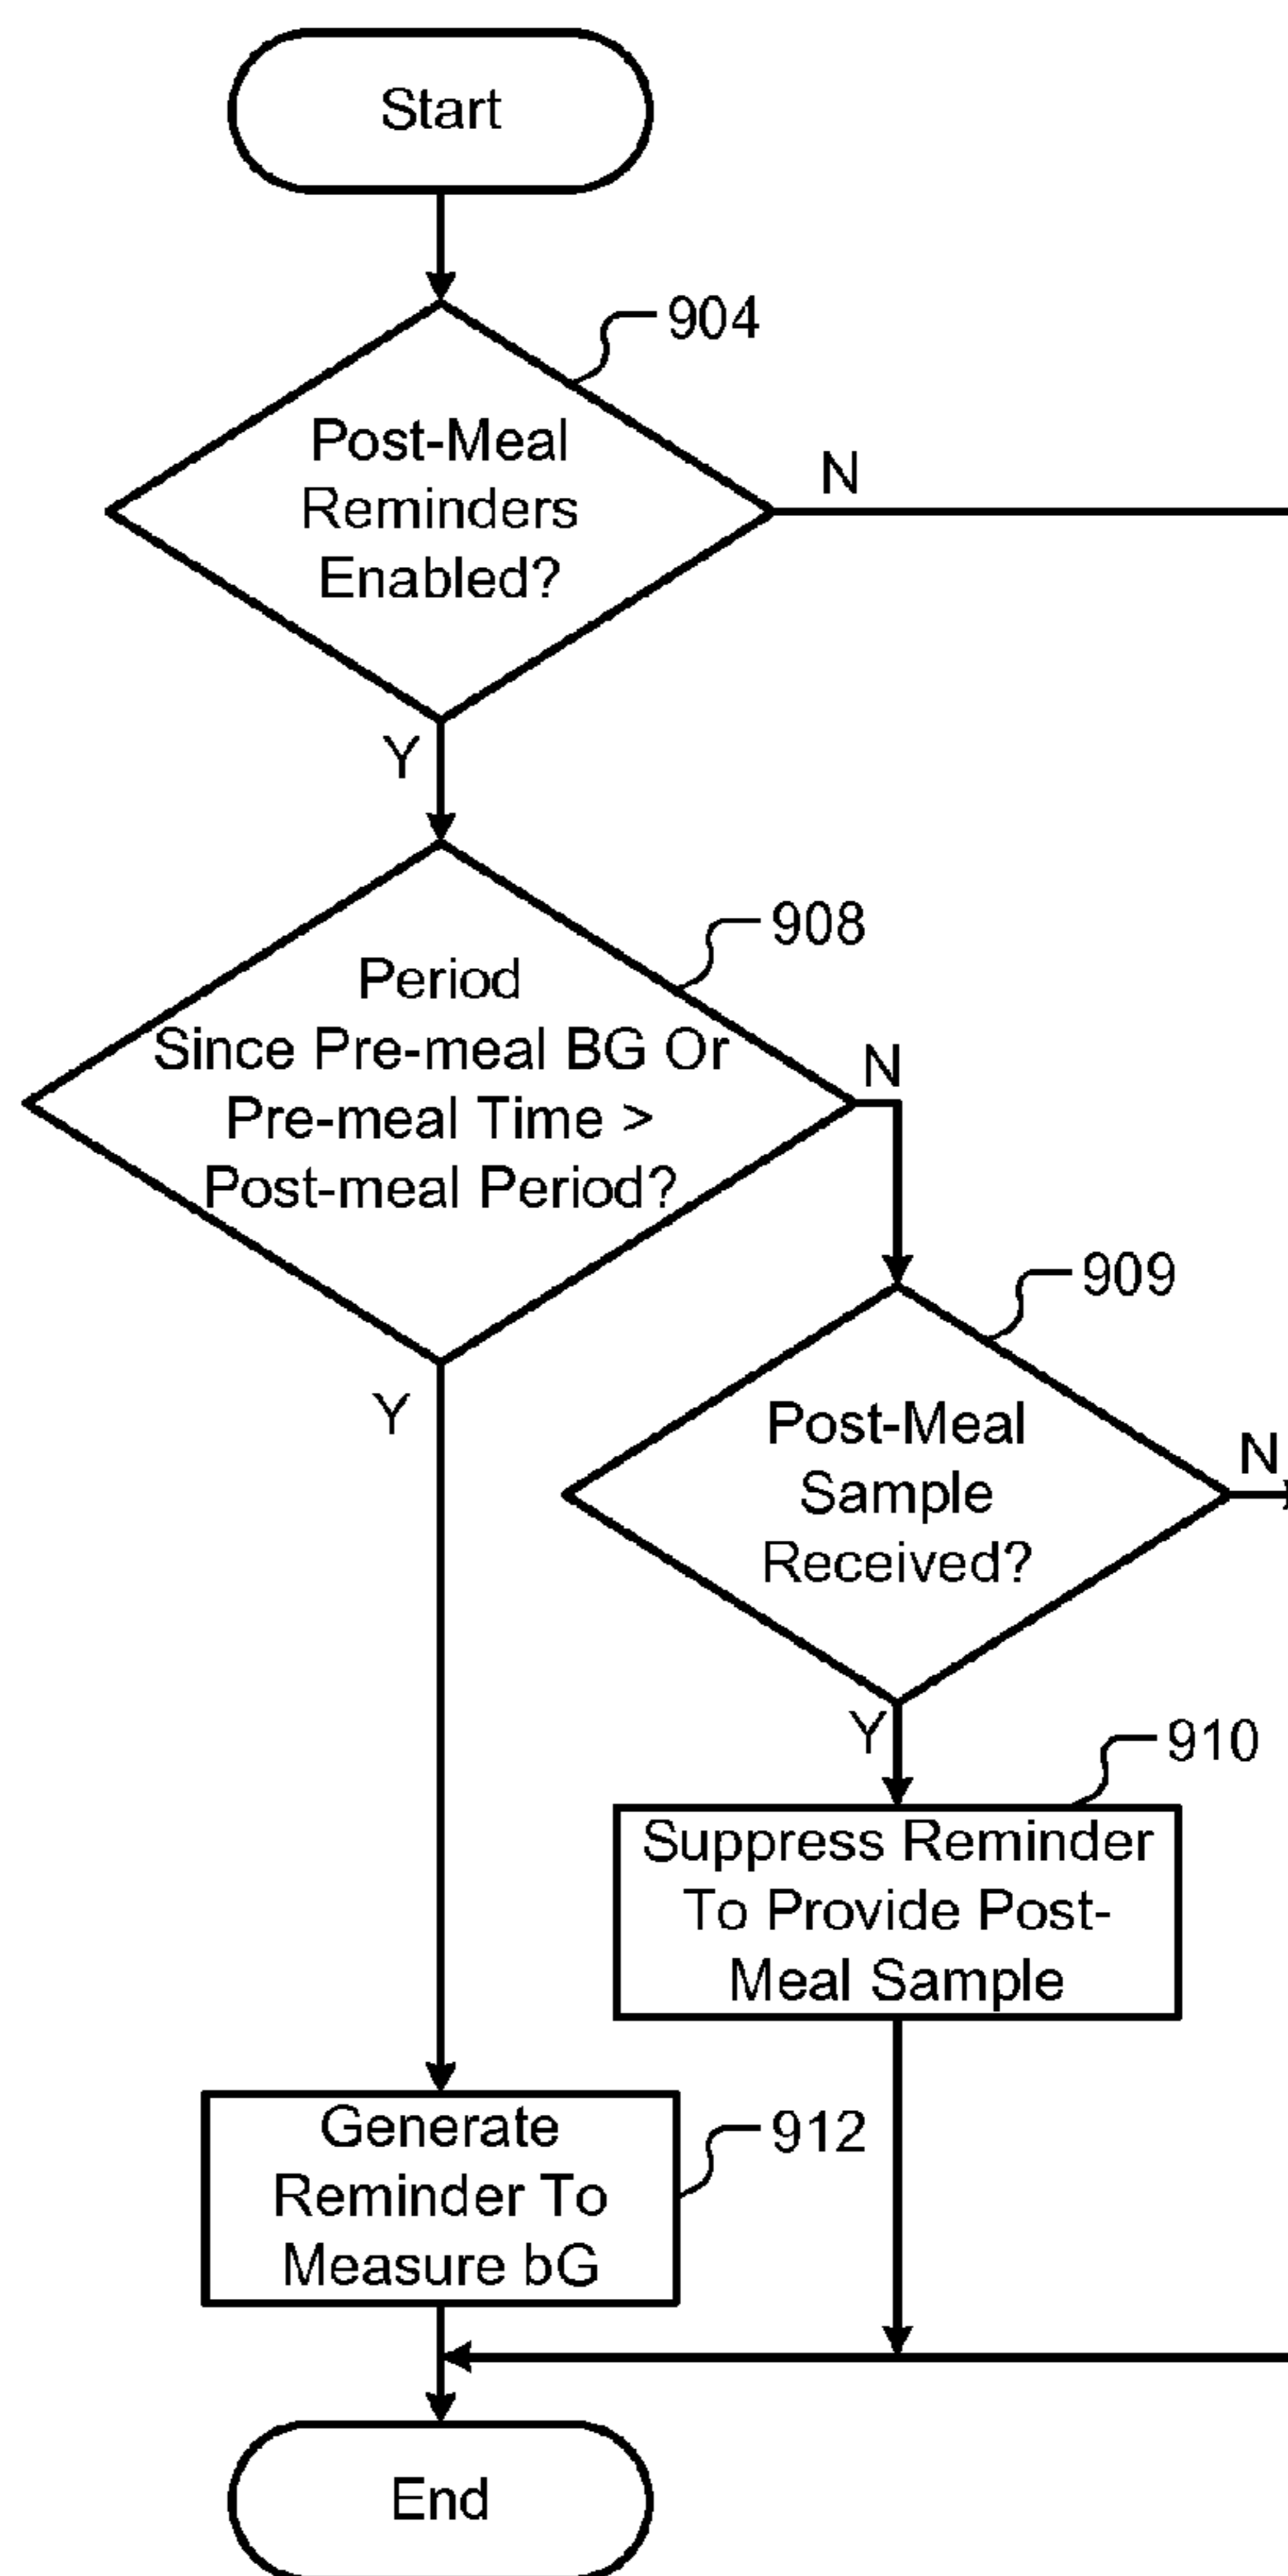 Start
904
Post-Meal
Reminders
Enabled?
N
Y
908
Period
Since Pre-meal BG Or
Pre-meal Time >
Post-meal Period?
N
Y
909
Post-Meal
Sample
Received?
N
Y
910
Suppress Reminder
To Provide Post-
Meal Sample
Generate
Reminder To
Measure bG
912
End